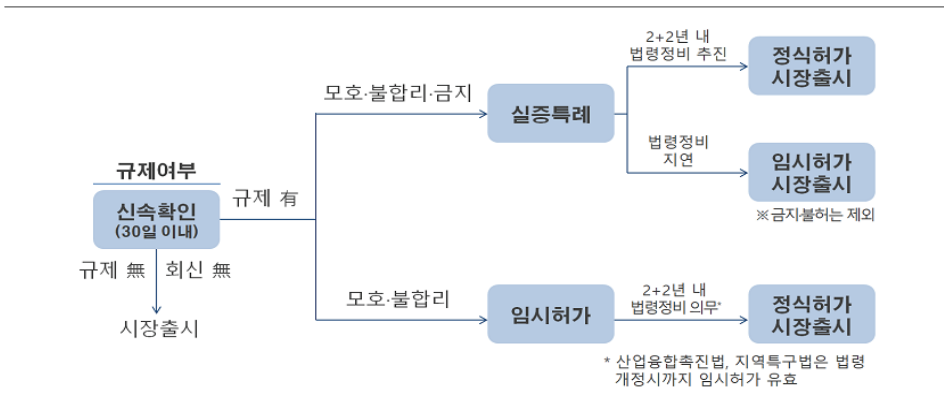 규제여부
신속확인
(30일 이내)
규제 無
회신 無
시장출시
규제 有
모호·불합리·금지
실증특례
2+2년 내
법령정비 추진
정식허가
시장출시
법령정비
지연
임시허가
시장출시
※ 금지·불허는 제외
모호·불합리
임시허가
2+2년 내
법령정비 의무*
정식허가
시장출시
* 산업융합촉진법, 지역특구법은 법령
개정시까지 임시허가 유효